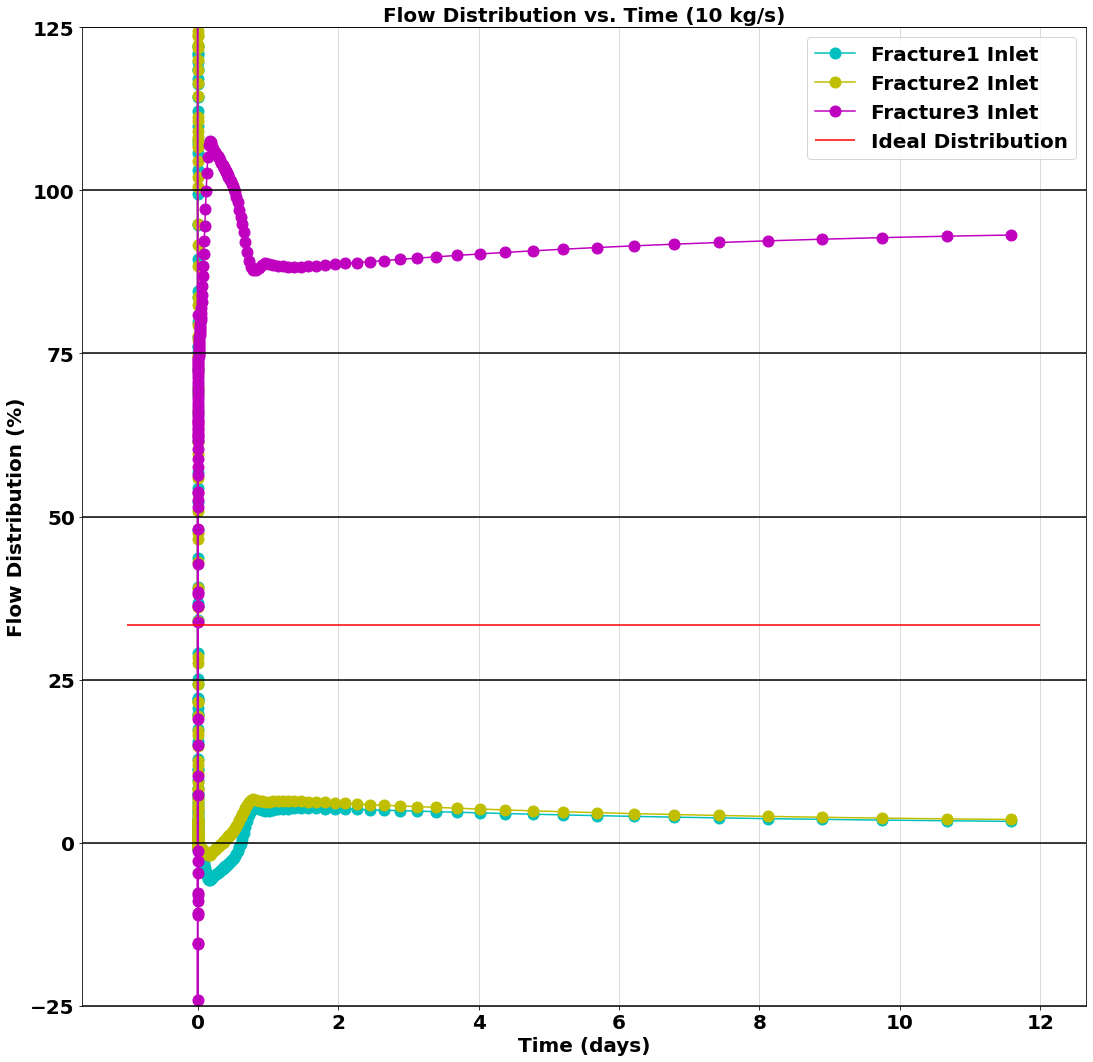 Flow Distribution vs. Time (10 kg/s)
Fracture1 Inlet
Fracture2 Inlet
Fracture3 Inlet
Ideal Distribution
Flow Distribution (%)
125
100
75
50
25
0
−25
0 2 4 6 8 10 12
Time (days)